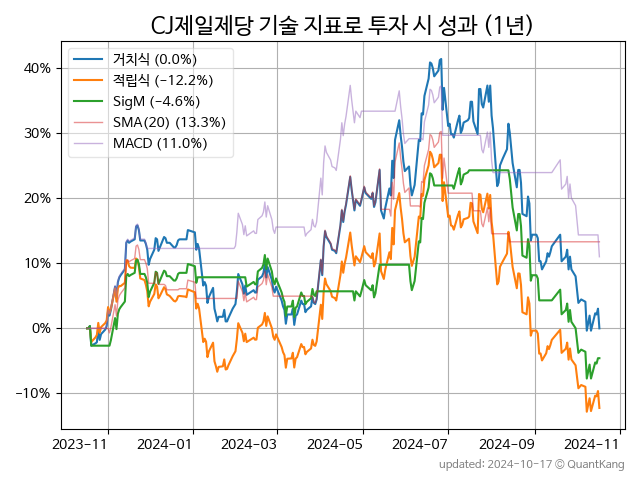 CJ제일제당 기술 지표로 투자 시 성과 (1년)
거치식 (0.0%)
적립식 (−12.2%)
SigM (−4.6%)
SMA(20) (13.3%)
MACD (11.0%)
40%
30%
20%
10%
0%
−10%
2023-11 2024-01 2024-03 2024-05 2024-07 2024-09 2024-11
updated: 2024-10-17 © QuantKang